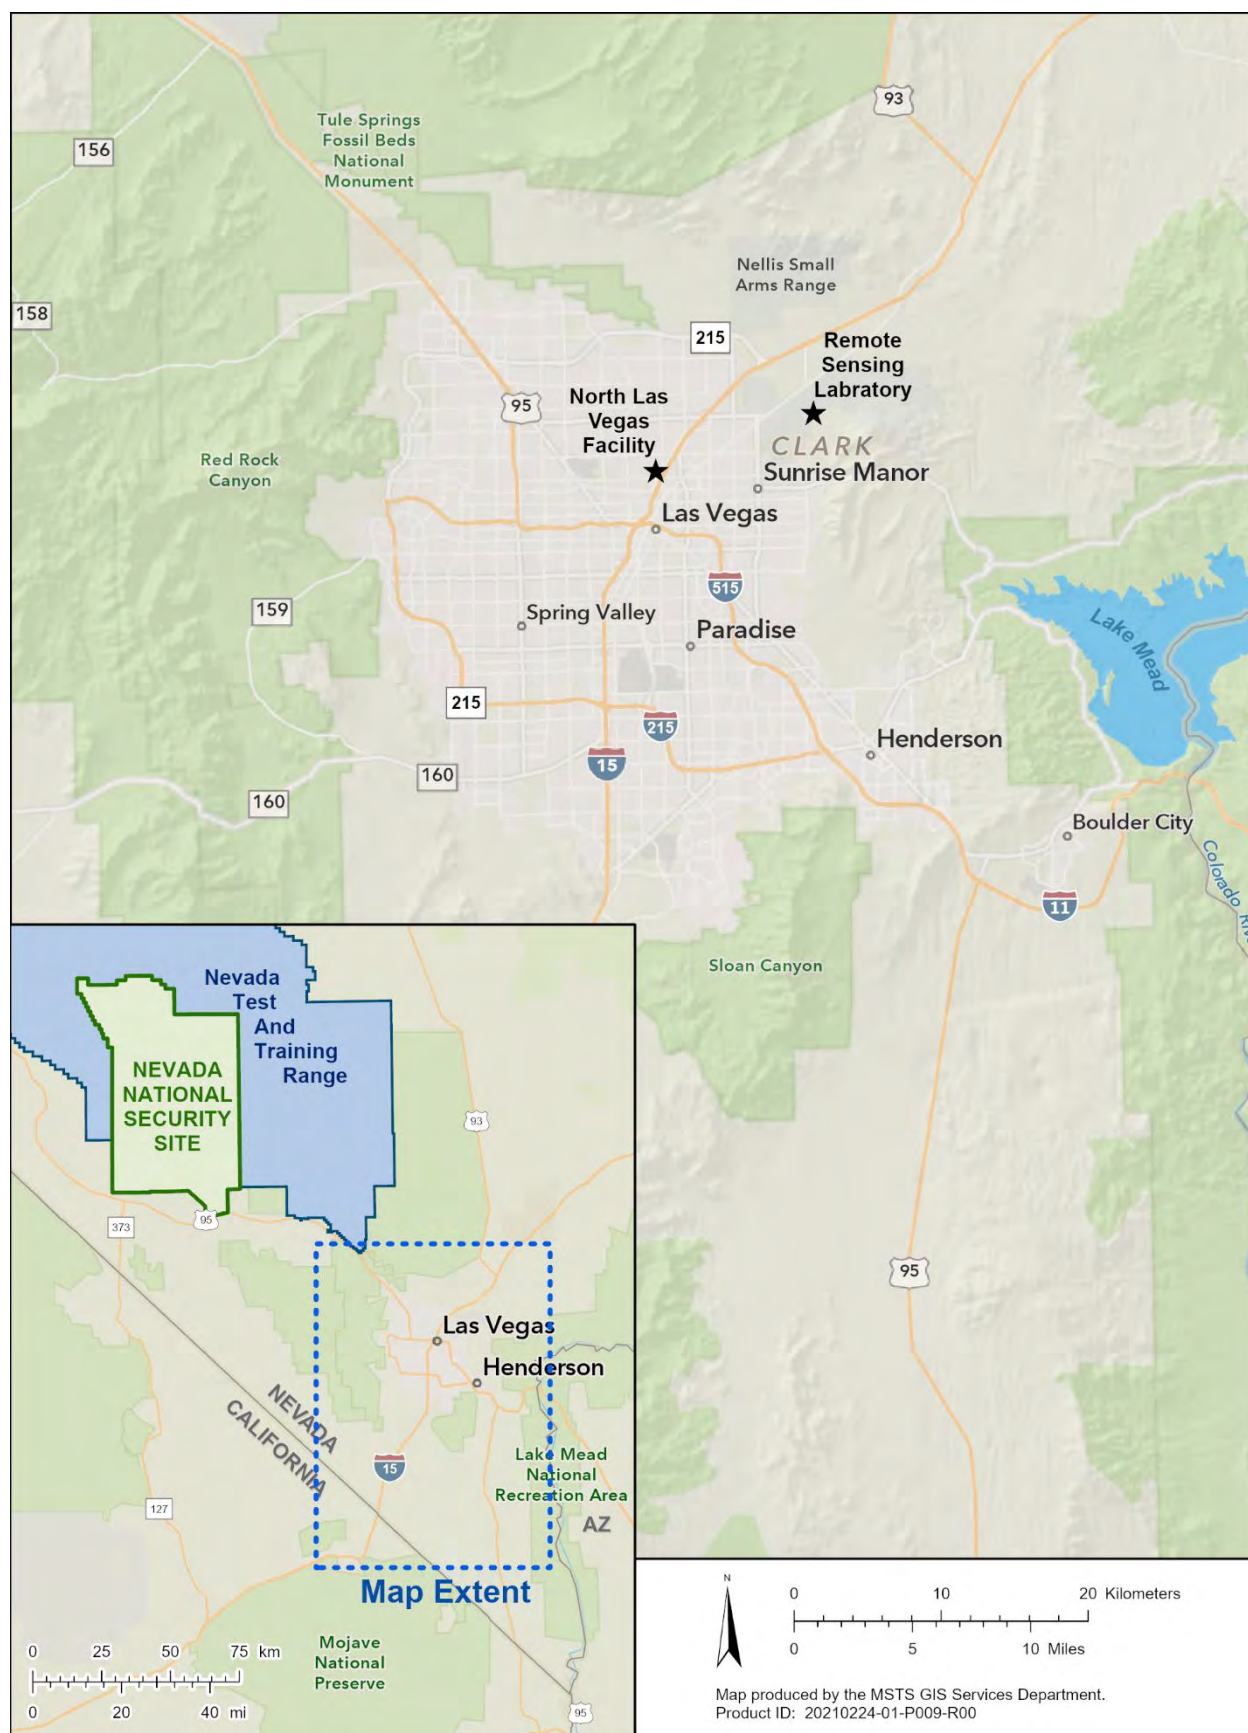 93
Tule Springs
Fossil Beds
National
Monument
156
Nellis Small
Arms Range
158
215
Remote
Sensing
Labratory
95
North Las
Vegas
Facility
CLARK
Sunrise Manor
Red Rock
Canyon
Las Vegas
515
159
Spring Valley
Paradise
Lake Mead
215
215
Henderson
15
160
160
Boulder City
Colorado Rive
11
Sloan Canyon
95
Nevada
Test
And
Training
Range
NEVADA
NATIONAL
SECURITY
SITE
93
95
373
Las Vegas
Henderson
NEVADA
CALIFORNIA
15
Lake Mead
National
Recreation Area
127
AZ
Map Extent
Mojave
National
Preserve
0 25 50 75 km
0 20 40 mi
95
N
0 10 20 Kilometers
0 5 10 Miles
Map produced by the MSTS GIS Services Department.
Product ID: 20210224-01-P009-R00